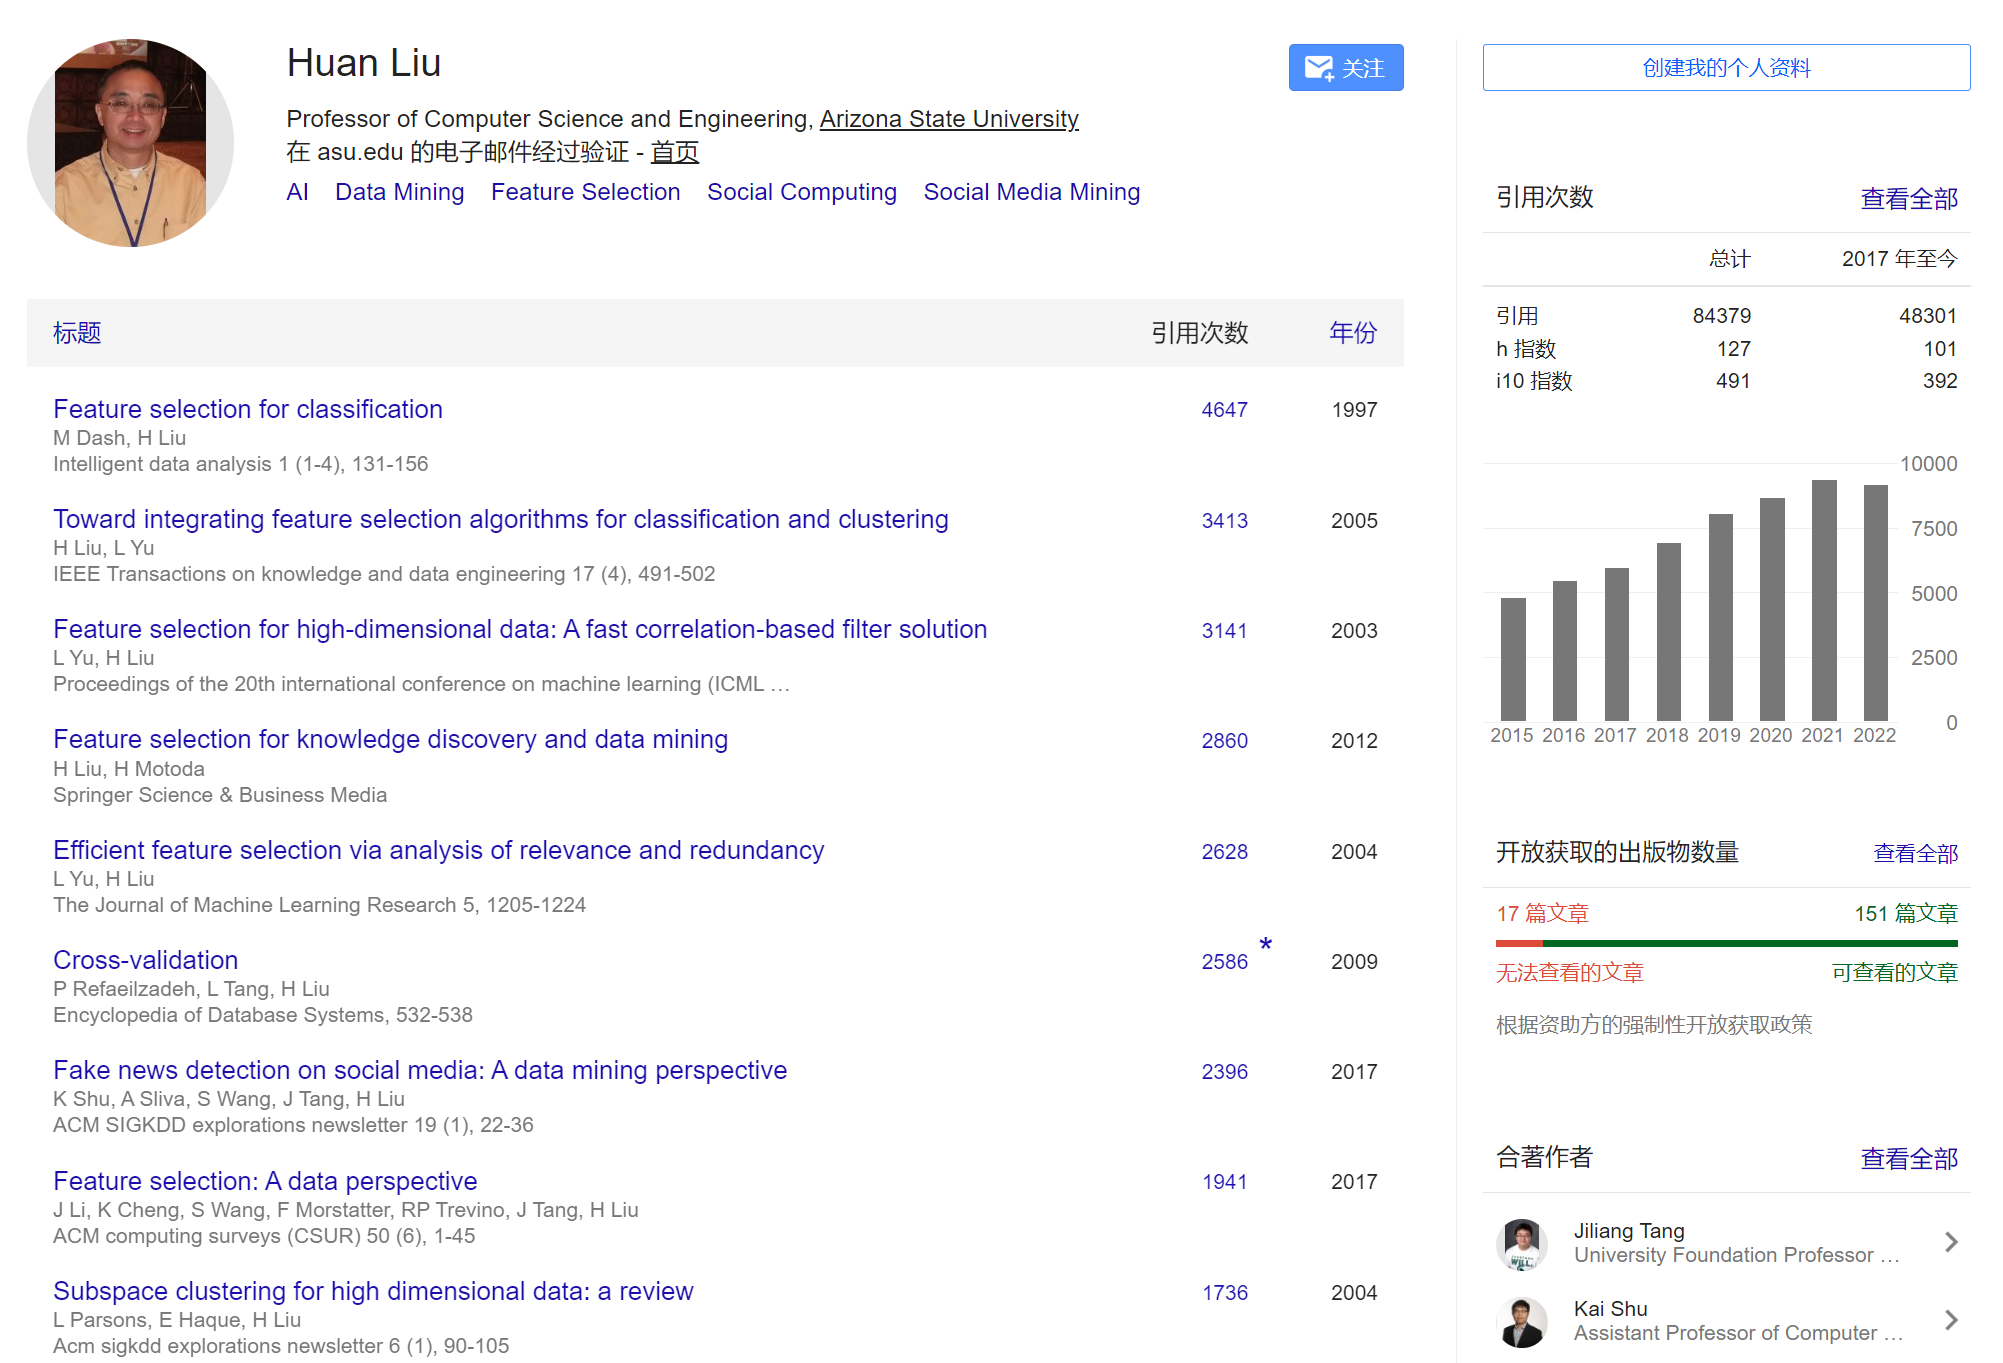 Huan Liu
关注
Professor of Computer Science and Engineering, Arizona State University
在 asu.edu 的电子邮件经过验证 - 首页
AI Data Mining Feature Selection Social Computing Social Media Mining
标题 引用次数 年份
Feature selection for classification 4647 1997
M Dash, H Liu
Intelligent data analysis 1 (1-4), 131-156
Toward integrating feature selection algorithms for classification and clustering 3413 2005
H Liu, L Yu
IEEE Transactions on knowledge and data engineering 17 (4), 491-502
Feature selection for high-dimensional data: A fast correlation-based filter solution 3141 2003
L Yu, H Liu
Proceedings of the 20th international conference on machine learning (ICML …
Feature selection for knowledge discovery and data mining 2860 2012
H Liu, H Motoda
Springer Science & Business Media
Efficient feature selection via analysis of relevance and redundancy 2628 2004
L Yu, H Liu
The Journal of Machine Learning Research 5, 1205-1224
Cross-validation 2586 * 2009
P Refaeilzadeh, L Tang, H Liu
Encyclopedia of Database Systems, 532-538
Fake news detection on social media: A data mining perspective 2396 2017
K Shu, A Sliva, S Wang, J Tang, H Liu
ACM SIGKDD explorations newsletter 19 (1), 22-36
Feature selection: A data perspective 1941 2017
J Li, K Cheng, S Wang, F Morstatter, RP Trevino, J Tang, H Liu
ACM computing surveys (CSUR) 50 (6), 1-45
Subspace clustering for high dimensional data: a review 1736 2004
L Parsons, E Haque, H Liu
Acm sigkdd explorations newsletter 6 (1), 90-105
创建我的个人资料
引用次数 查看全部
总计 2017 年至今
引用 84379 48301
h 指数 127 101
i10 指数 491 392
10000
7500
5000
2500
0
2015 2016 2017 2018 2019 2020 2021 2022
开放获取的出版物数量 查看全部
17 篇文章 151 篇文章
无法查看的文章 可查看的文章
根据资助方的强制性开放获取政策
合著作者 查看全部
Jiliang Tang
University Foundation Professor …
Kai Shu
Assistant Professor of Computer …